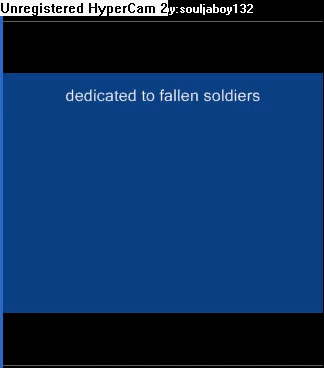 Unregistered HyperCam 2y:souljaboy132
dedicated to fallen soldiers